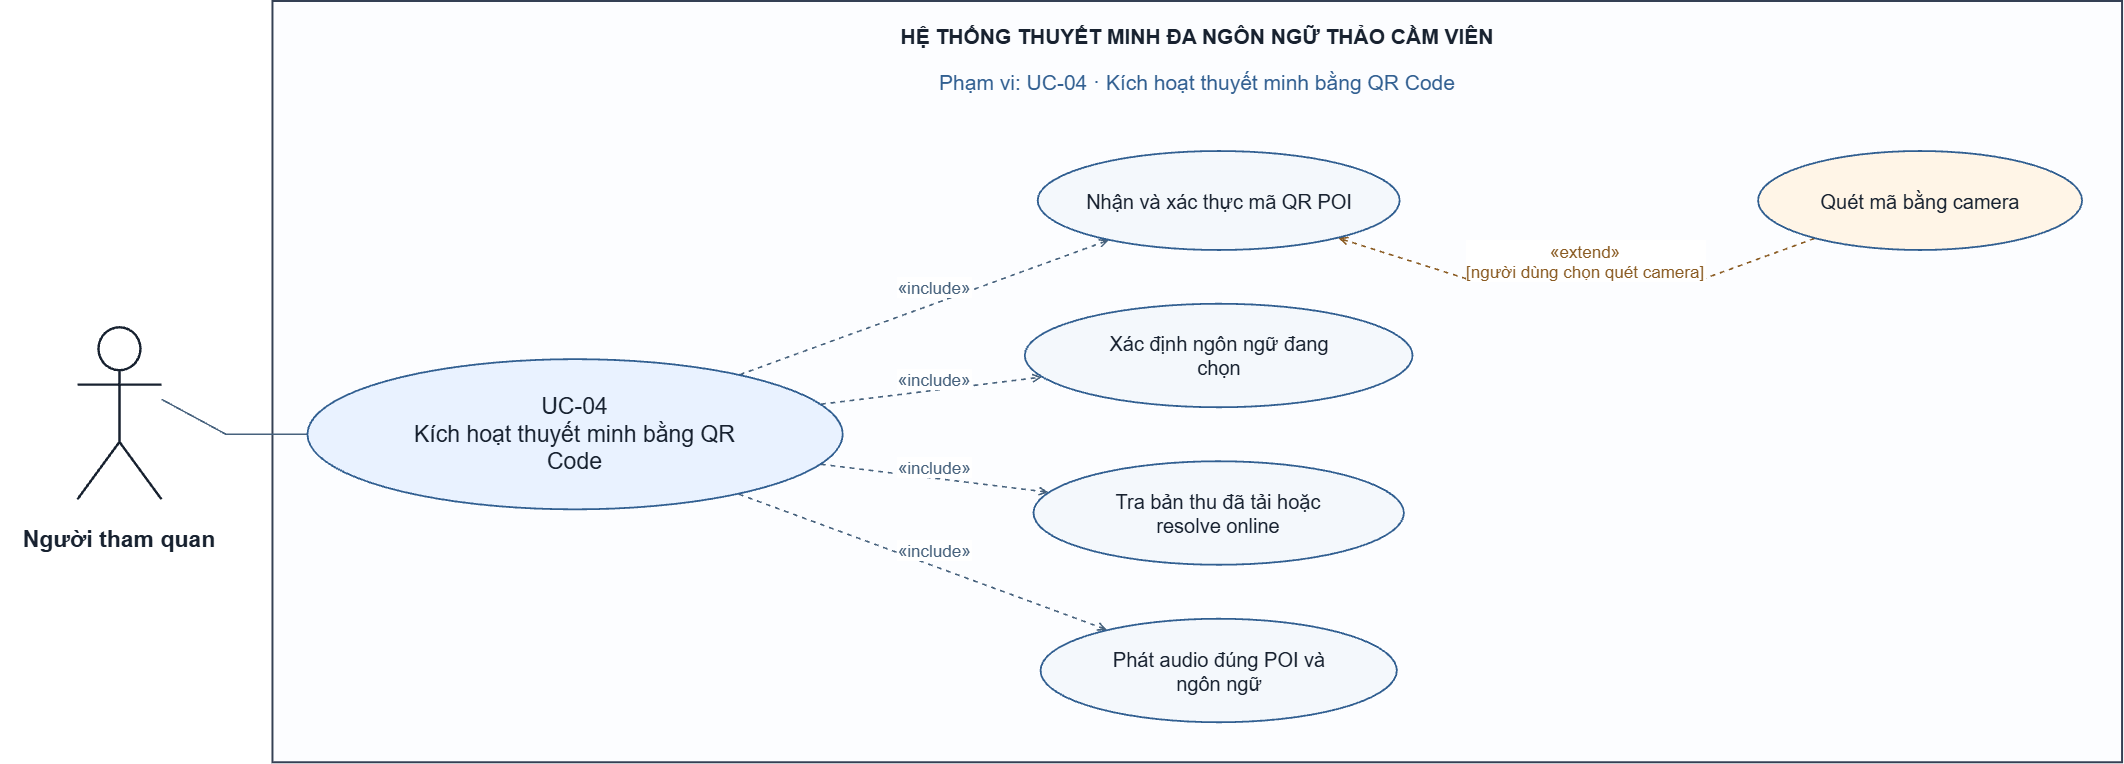 HỆ THỐNG THUYẾT MINH ĐA NGÔN NGỮ THẢO CẦM VIÊN
Phạm vi: UC-04 · Kích hoạt thuyết minh bằng QR Code
Nhận và xác thực mã QR POI
Quét mã bằng camera
«extend»
[người dùng chọn quét camera]
«include»
Xác định ngôn ngữ đang
chọn
«include»
UC-04
Kích hoạt thuyết minh bằng QR
Code
«include»
Tra bản thu đã tải hoặc
resolve online
Người tham quan
«include»
Phát audio đúng POI và
ngôn ngữ